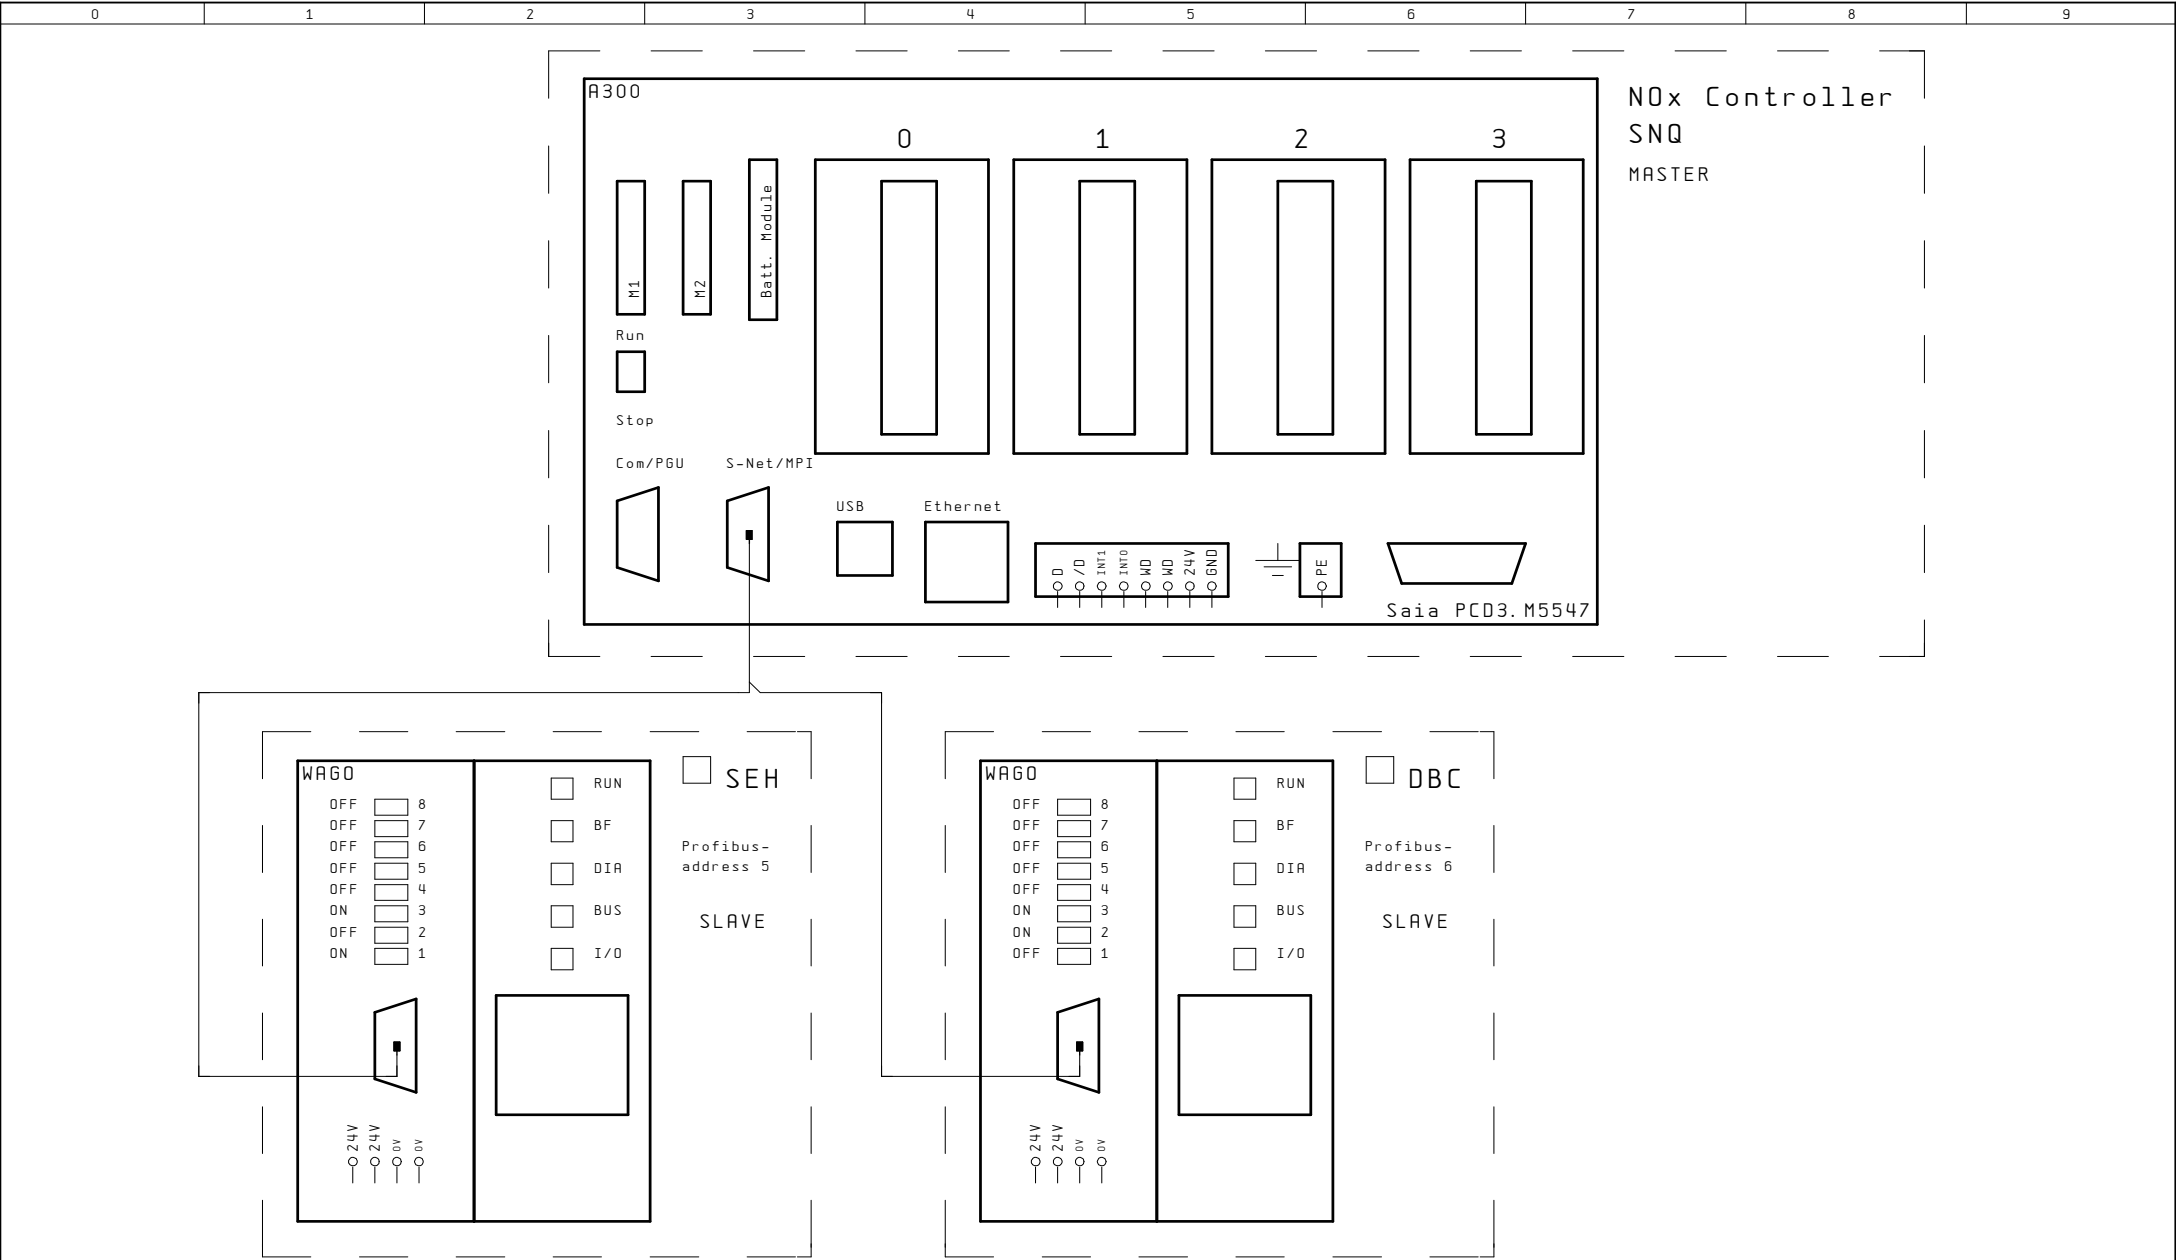 0 1 2 3 4 5 6 7 8 9
A300
NOx Controller
SNQ
MASTER
0 1 2 3
M1
M2
Batt. Module
Run
Stop
Com/PGU
S-Net/MPI
USB
Ethernet
D
/D
INT1
INT0
WD
WD
24V
GND
PE
Saia PCD3.M5547
WAGO
OFF 8
OFF 7
OFF 6
OFF 5
OFF 4
ON 3
OFF 2
ON 1
RUN
BF
DIA
BUS
I/O
SEH
Profibus-
address 5
SLAVE
24V
24V
0V
0V
WAGO
OFF 8
OFF 7
OFF 6
OFF 5
OFF 4
ON 3
ON 2
OFF 1
RUN
BF
DIA
BUS
I/O
DBC
Profibus-
address 6
SLAVE
24V
24V
0V
0V